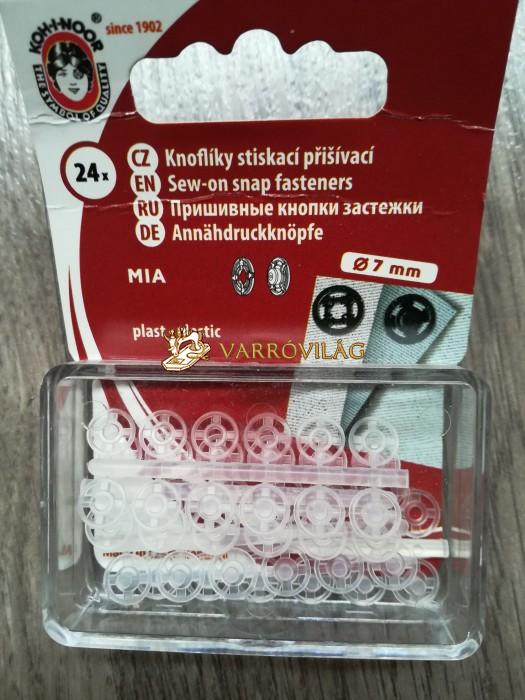 KOH-I-NOOR
THE SYMBOL OF QUALITY
®
since 1902
24x
CZ Knoflíky stiskací přišívací
EN Sew-on snap fasteners
RU Пришивные кнопки застежки
DE Annähdruckknöpfe
MIA
Ø 7 mm
VARRÓVILÁG